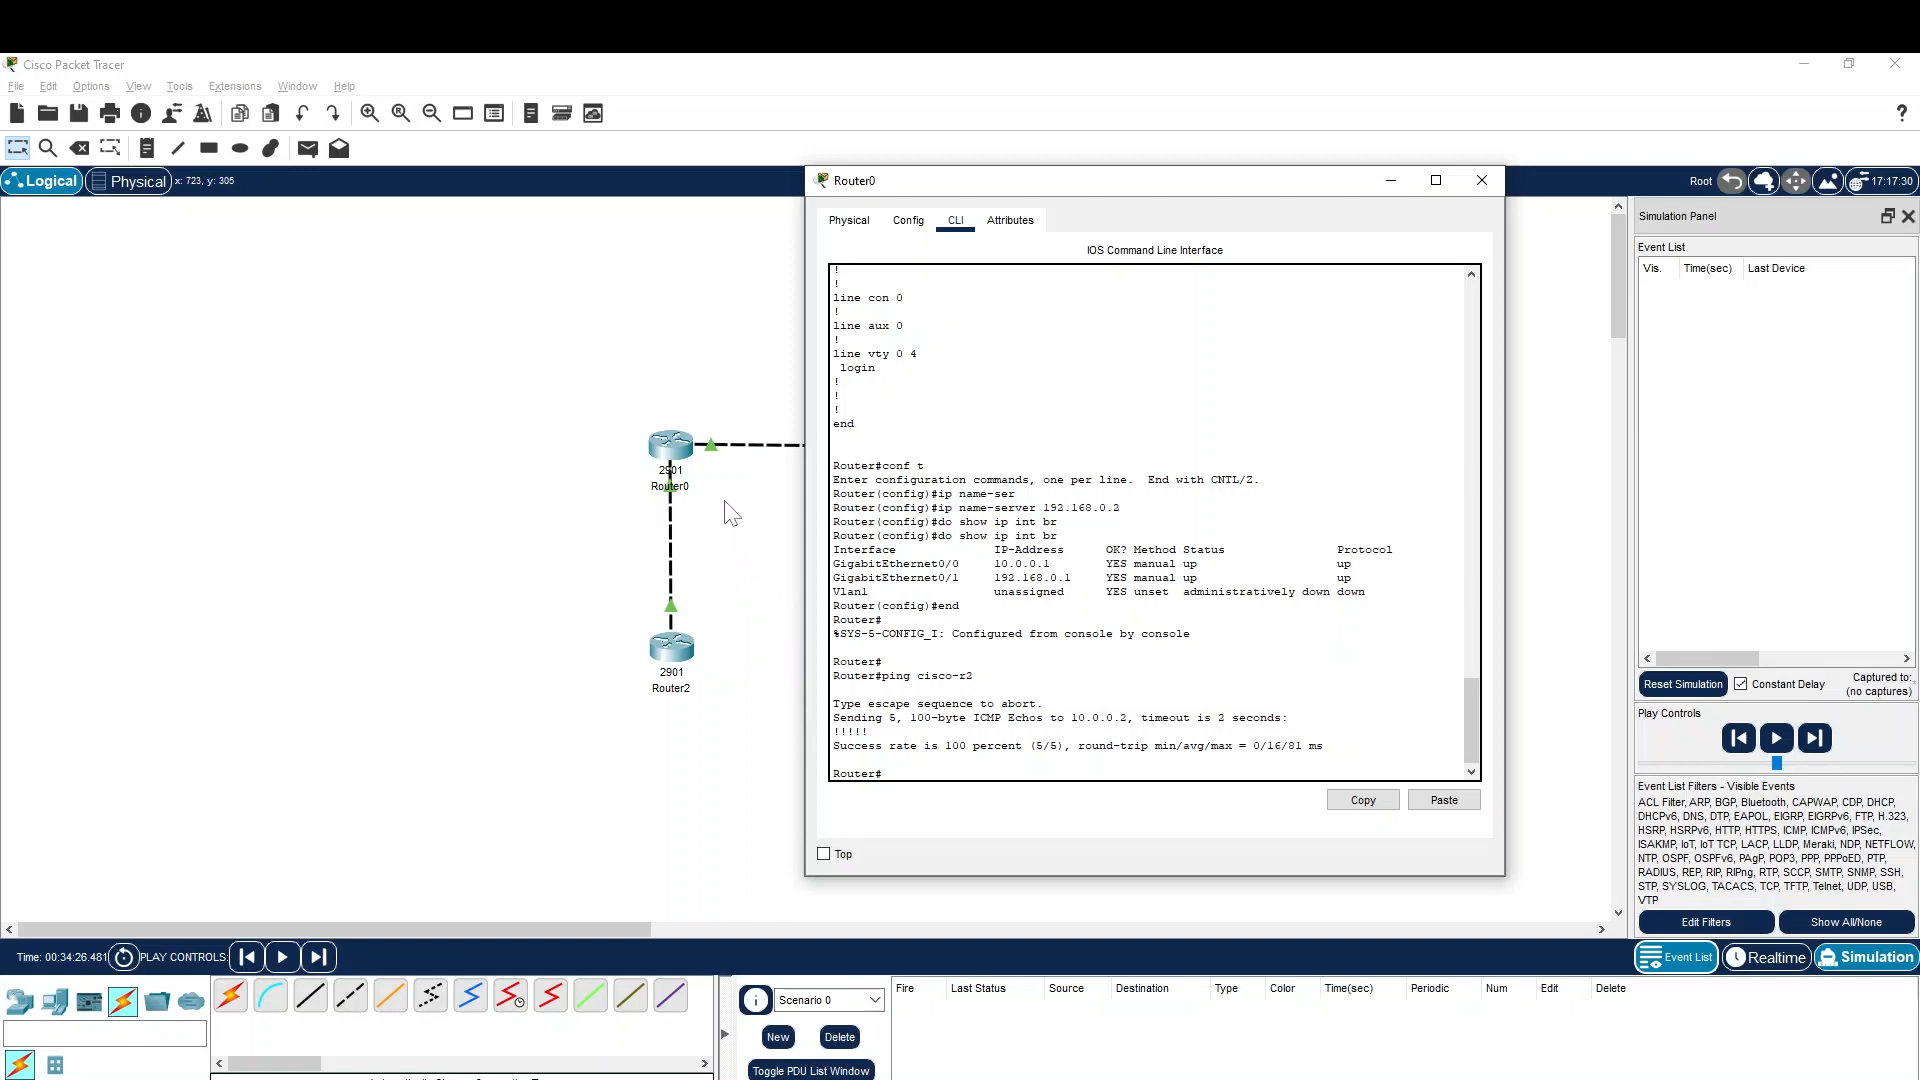 Cisco Packet Tracer
File Edit Options View Tools Extensions Window Help
Logical Physical x: 723, y: 305
Root 17:17:30
Router0
Physical Config CLI Attributes
IOS Command Line Interface
!
!
line con 0
!
line aux 0
!
line vty 0 4
login
!
!
!
end
Router#conf t
Enter configuration commands, one per line. End with CNTL/Z.
Router(config)#ip name-ser
Router(config)#ip name-server 192.168.0.2
Router(config)#do show ip int br
Router(config)#do show ip int br
Interface IP-Address OK? Method Status Protocol
GigabitEthernet0/0 10.0.0.1 YES manual up up
GigabitEthernet0/1 192.168.0.1 YES manual up up
Vlan1 unassigned YES unset administratively down down
Router(config)#end
Router#
%SYS-5-CONFIG_I: Configured from console by console
Router#
Router#ping cisco-r2
Type escape sequence to abort.
Sending 5, 100-byte ICMP Echos to 10.0.0.2, timeout is 2 seconds:
!!!!!
Success rate is 100 percent (5/5), round-trip min/avg/max = 0/16/81 ms
Router#
Copy Paste
Top
2901
Router0
2901
Router2
Simulation Panel
Event List
Vis. Time(sec) Last Device
Reset Simulation Constant Delay Captured to:
(no captures)
Play Controls
Event List Filters - Visible Events
ACL Filter, ARP, BGP, Bluetooth, CAPWAP, CDP, DHCP,
DHCPv6, DNS, DTP, EAPOL, EIGRP, EIGRPv6, FTP, H.323,
HSRP, HSRPv6, HTTP, HTTPS, ICMP, ICMPv6, IPSec,
ISAKMP, IoT, IoT TCP, LACP, LLDP, Meraki, NDP, NETFLOW,
NTP, OSPF, OSPFv6, PAgP, POP3, PPP, PPPoED, PTP,
RADIUS, REP, RIP, RIPng, RTP, SCCP, SMTP, SNMP, SSH,
STP, SYSLOG, TACACS, TCP, TFTP, Telnet, UDP, USB,
VTP
Edit Filters Show All/None
Time: 00:34:26.481 PLAY CONTROLS:
Event List Realtime Simulation
Scenario 0
New Delete
Toggle PDU List Window
Fire Last Status Source Destination Type Color Time(sec) Periodic Num Edit Delete